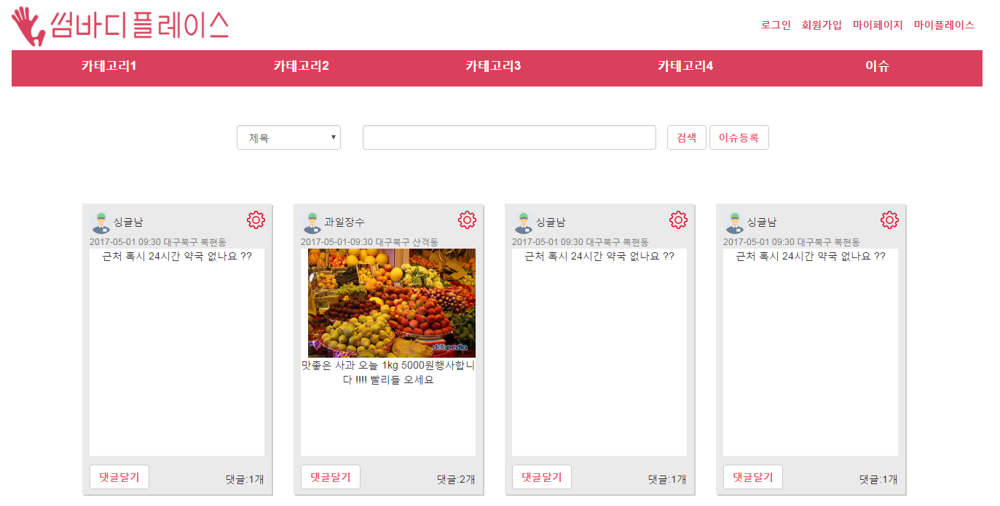 썸바디플레이스
로그인 회원가입 마이페이지 마이플레이스
카테고리1 카테고리2 카테고리3 카테고리4 이슈
제목 검색 이슈등록
싱글남 과일장수 싱글남 싱글남
2017-05-01 09:30 대구북구 복현동 2017-05-01-09:30 대구북구 산격동 2017-05-01 09:30 대구북구 복현동 2017-05-01 09:30 대구북구 복현동
근처 혹시 24시간 약국 없나요 ?? 근처 혹시 24시간 약국 없나요 ?? 근처 혹시 24시간 약국 없나요 ??
맛좋은 사과 오늘 1kg 5000원행사합니
다 !!!! 빨리들 오세요
댓글달기 댓글:1개 댓글달기 댓글:2개 댓글달기 댓글:1개 댓글달기 댓글:1개